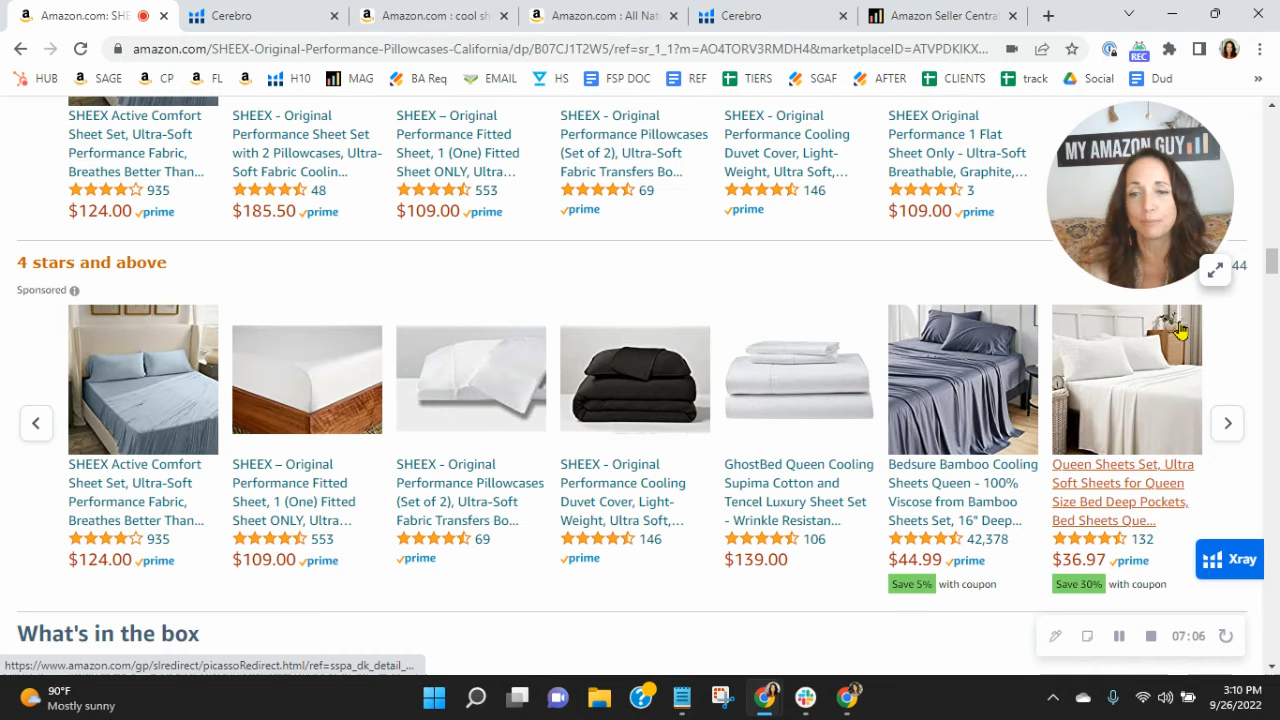 Amazon.com: SHE
Cerebro
Amazon.com : cool sh
Amazon.com : All Nat
Cerebro
Amazon Seller Centra
amazon.com/SHEEX-Original-Performance-Pillowcases-California/dp/B07CJ1T2W5/ref=sr_1_1?m=AO4TORV3RMDH4&marketplaceID=ATVPDKIKX...
REC
HUB
SAGE
CP
FL
H10
MAG
BA Req
EMAIL
HS
FSP DOC
REF
TIERS
SGAF
AFTER
CLIENTS
track
Social
Dud
»
SHEEX Active Comfort
Sheet Set, Ultra-Soft
Performance Fabric,
Breathes Better Than...
935
$124.00 prime
SHEEX - Original
Performance Sheet Set
with 2 Pillowcases, Ultra-
Soft Fabric Coolin...
48
$185.50 prime
SHEEX – Original
Performance Fitted
Sheet, 1 (One) Fitted
Sheet ONLY, Ultra...
553
$109.00 prime
SHEEX - Original
Performance Pillowcases
(Set of 2), Ultra-Soft
Fabric Transfers Bo...
69
prime
SHEEX - Original
Performance Cooling
Duvet Cover, Light-
Weight, Ultra Soft,...
146
prime
SHEEX Original
Performance 1 Flat
Sheet Only - Ultra-Soft
Breathable, Graphite,...
3
$109.00 prime
MY AMAZON GUY
4 stars and above
44
Sponsored
SHEEX Active Comfort
Sheet Set, Ultra-Soft
Performance Fabric,
Breathes Better Than...
935
$124.00 prime
SHEEX – Original
Performance Fitted
Sheet, 1 (One) Fitted
Sheet ONLY, Ultra...
553
$109.00 prime
SHEEX - Original
Performance Pillowcases
(Set of 2), Ultra-Soft
Fabric Transfers Bo...
69
prime
SHEEX - Original
Performance Cooling
Duvet Cover, Light-
Weight, Ultra Soft,...
146
prime
GhostBed Queen Cooling
Supima Cotton and
Tencel Luxury Sheet Set
- Wrinkle Resistan...
106
$139.00
Bedsure Bamboo Cooling
Sheets Queen - 100%
Viscose from Bamboo
Sheets Set, 16" Deep...
42,378
$44.99 prime
Save 5% with coupon
Queen Sheets Set, Ultra
Soft Sheets for Queen
Size Bed Deep Pockets,
Bed Sheets Que...
132
$36.97 prime
Save 30% with coupon
Xray
What's in the box
07:06
https://www.amazon.com/gp/slredirect/picassoRedirect.html/ref=sspa_dk_detail_...
90°F
Mostly sunny
3:10 PM
9/26/2022